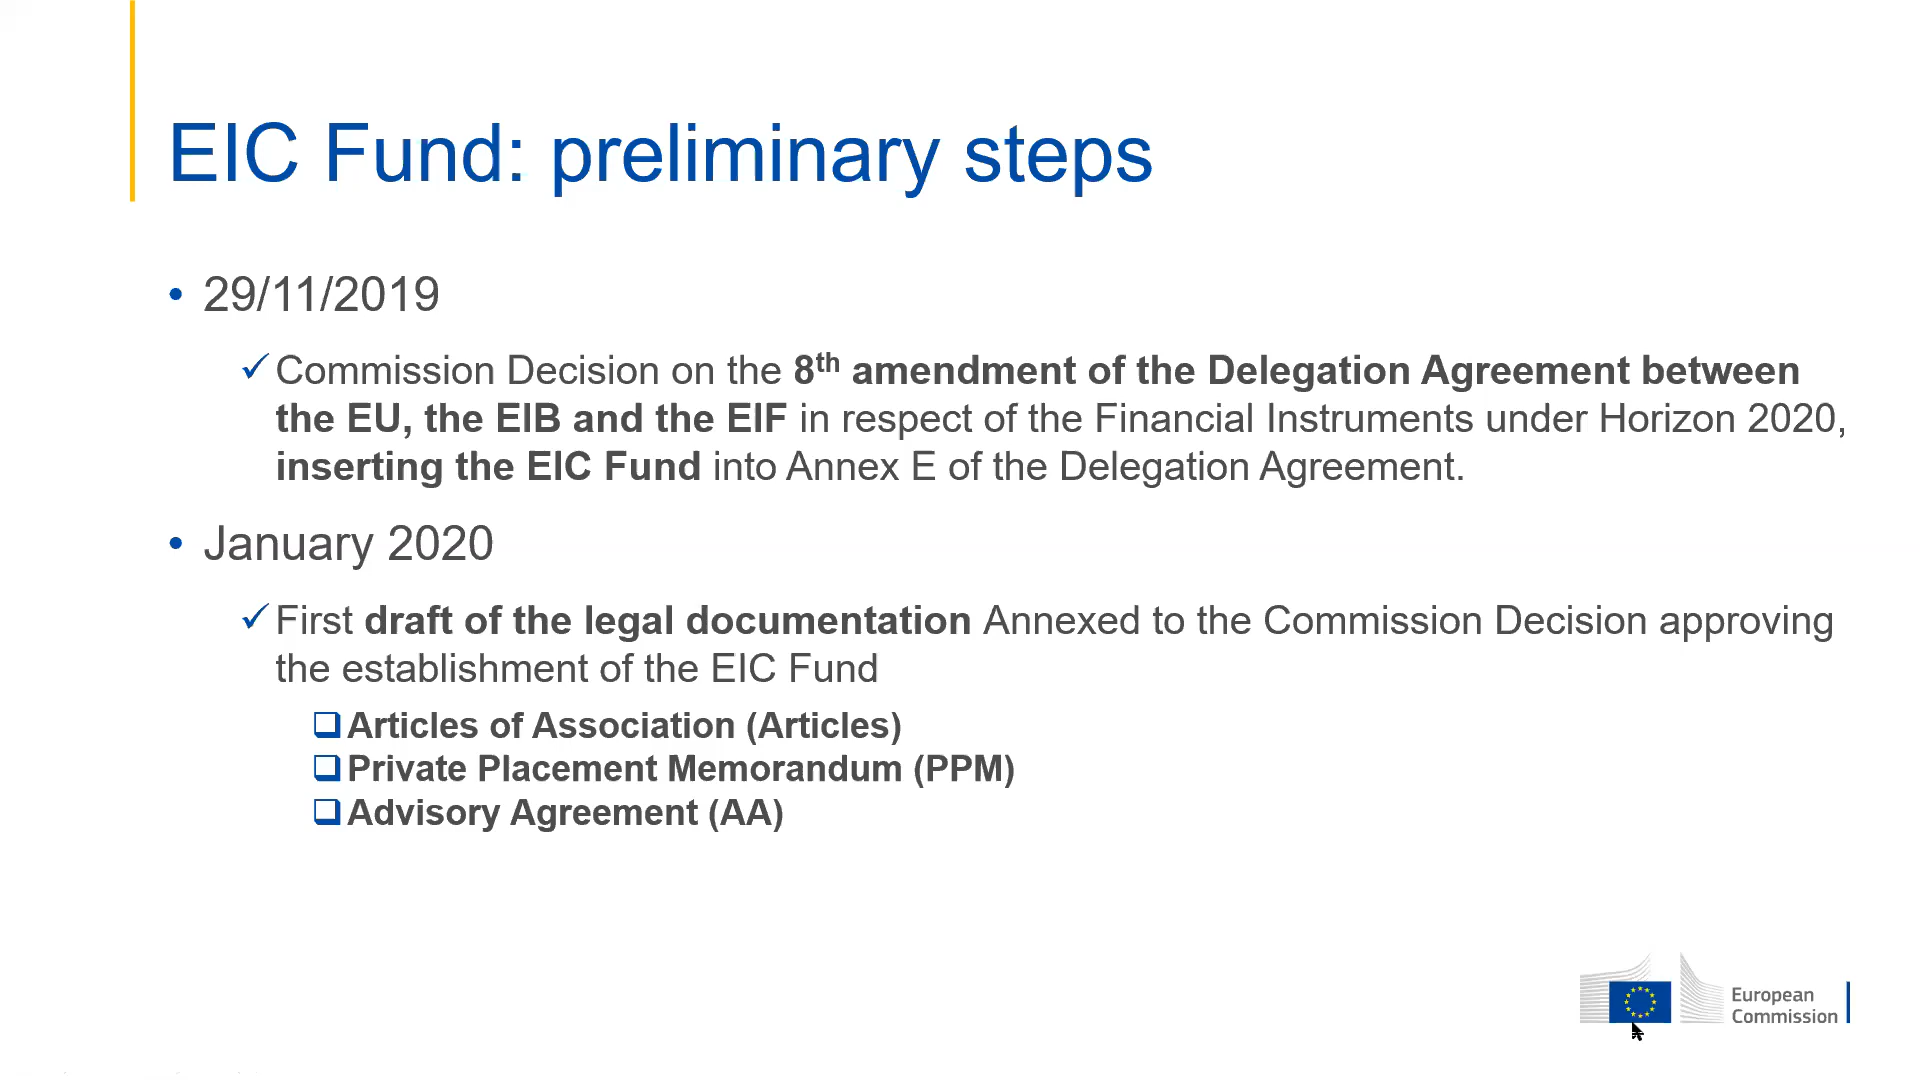 EIC Fund: preliminary steps
• 29/11/2019
✓ Commission Decision on the 8th amendment of the Delegation Agreement between
the EU, the EIB and the EIF in respect of the Financial Instruments under Horizon 2020,
inserting the EIC Fund into Annex E of the Delegation Agreement.
• January 2020
✓ First draft of the legal documentation Annexed to the Commission Decision approving
the establishment of the EIC Fund
❑ Articles of Association (Articles)
❑ Private Placement Memorandum (PPM)
❑ Advisory Agreement (AA)
European
Commission